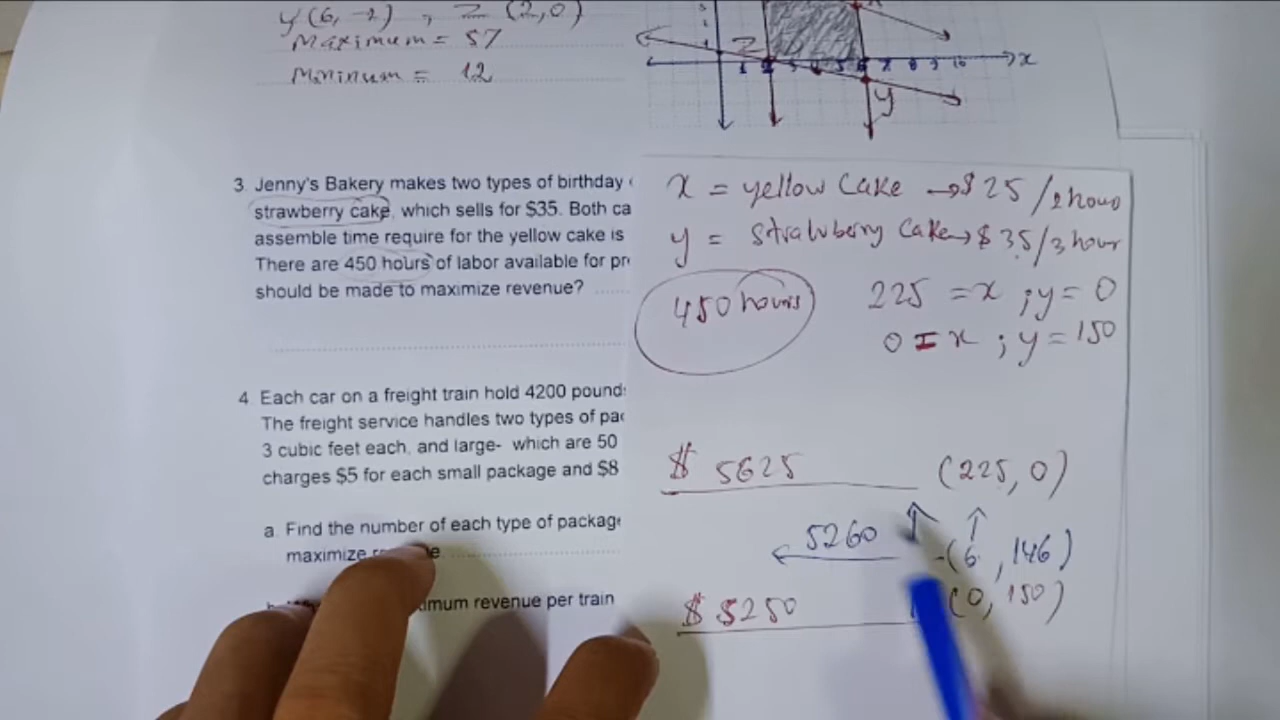 y(6, -1) , Z (2,0)
Maximum = 57
Minimum = 12
Z
y
x
3. Jenny's Bakery makes two types of birthday
strawberry cake, which sells for $35. Both ca
assemble time require for the yellow cake is
There are 450 hours of labor available for pr
should be made to maximize revenue?
x = yellow cake → $25 /2 hours
y = strawberry cake → $35/3 hour
450 hours
225 = x ; y = 0
0 = x ; y = 150
4 Each car on a freight train hold 4200 pounds
The freight service handles two types of pac
3 cubic feet each, and large- which are 50
charges $5 for each small package and $8
a. Find the number of each type of package
maximize
timum revenue per train
$ 5625 (225, 0)
5260 (6, 146)
$ 5250 (0, 150)